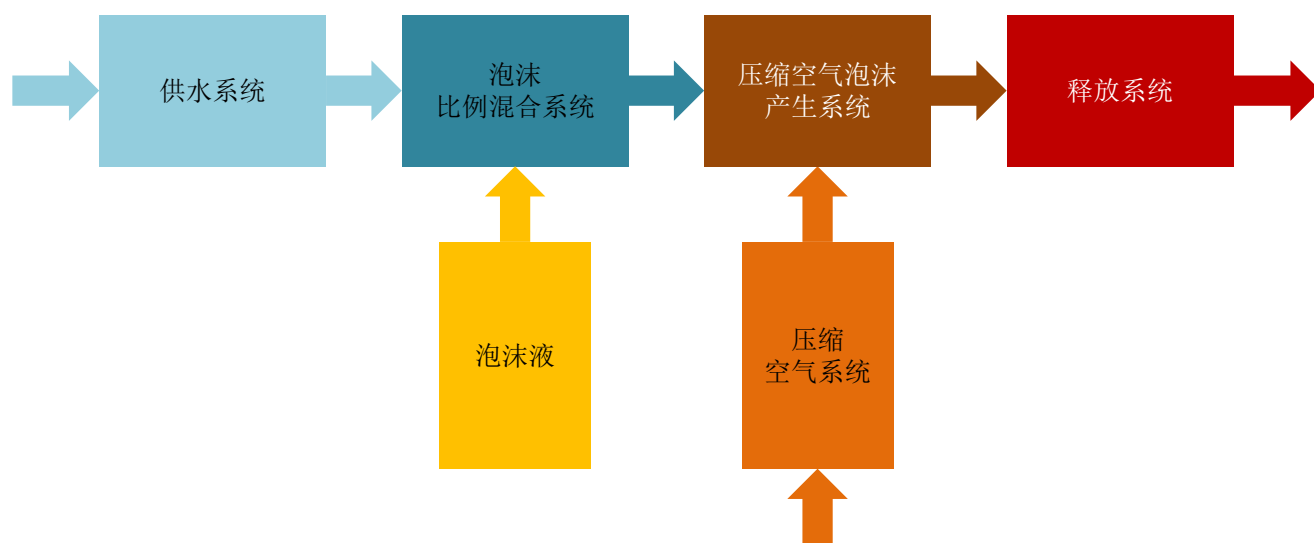 供水系统
泡沫
比例混合系统
压缩空气泡沫
产生系统
释放系统
泡沫液
压缩
空气系统